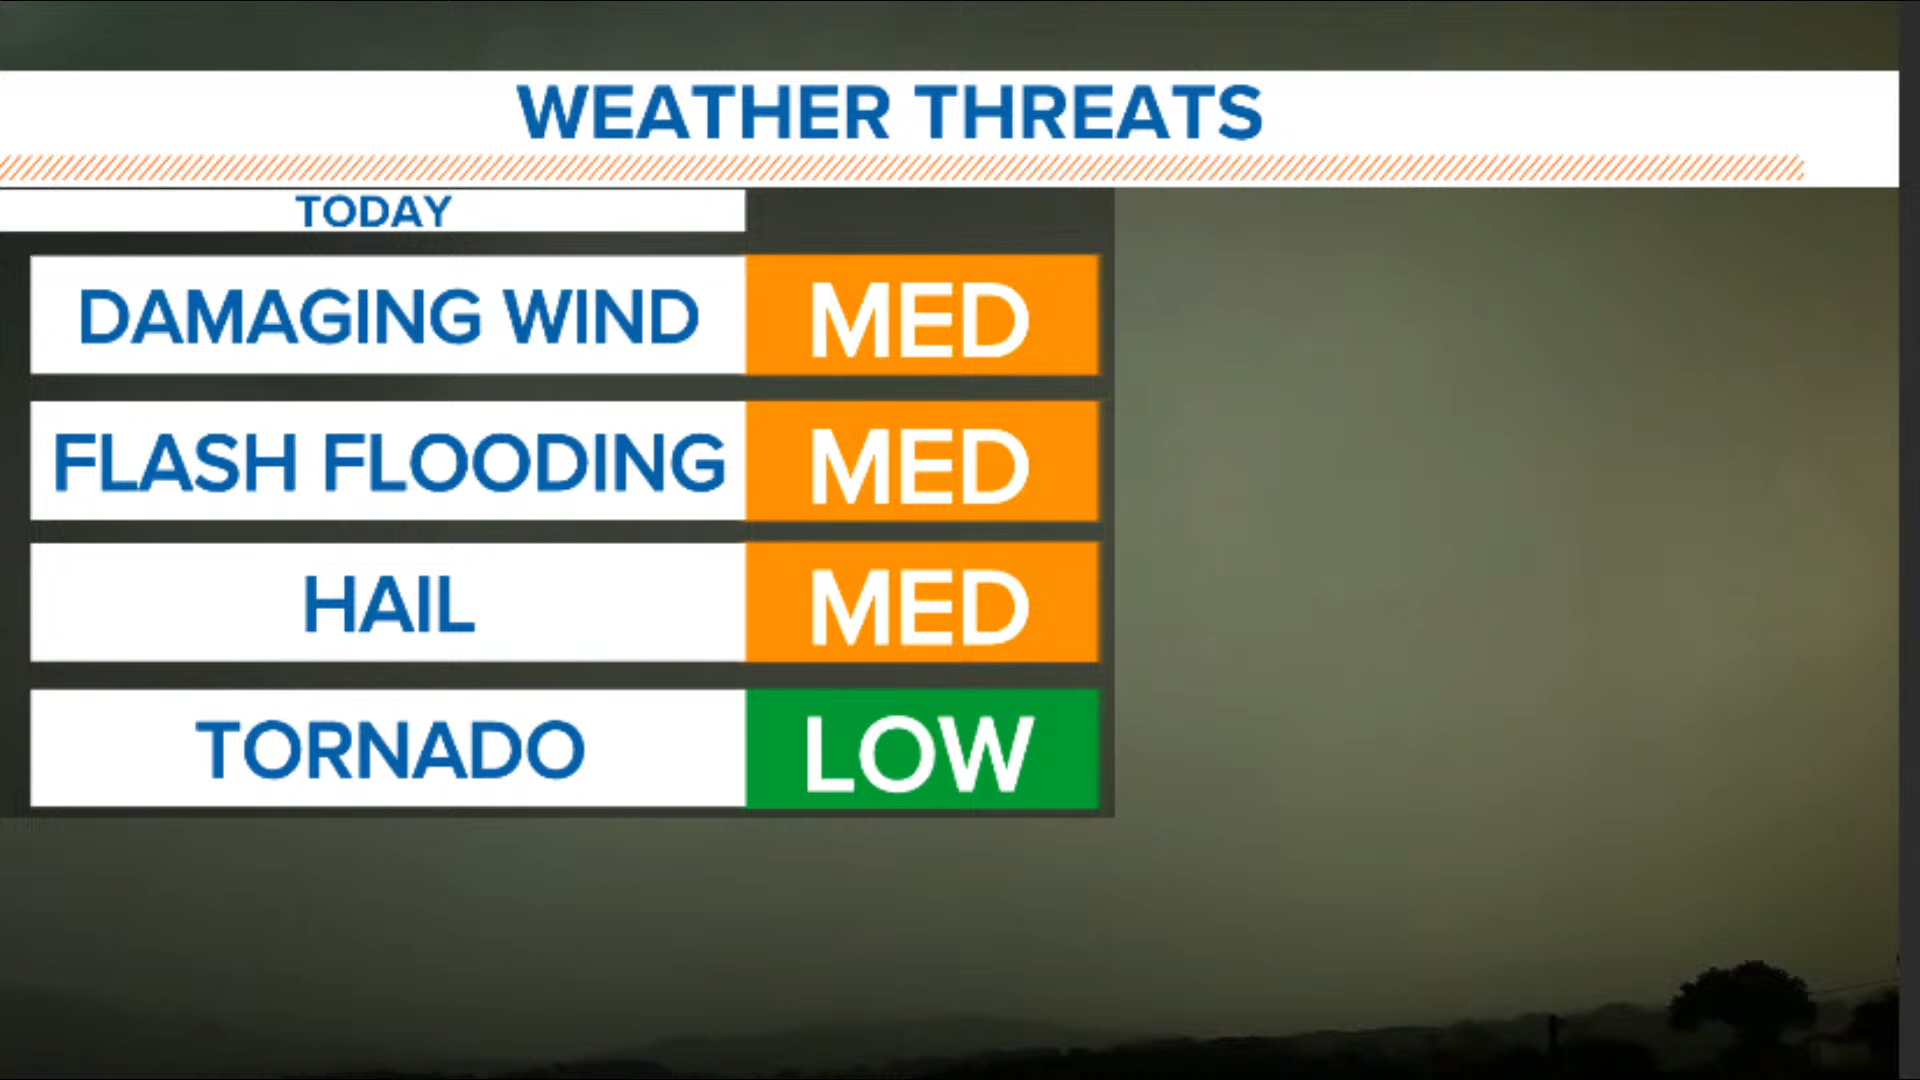 WEATHER THREATS
TODAY
DAMAGING WIND MED
FLASH FLOODING MED
HAIL MED
TORNADO LOW